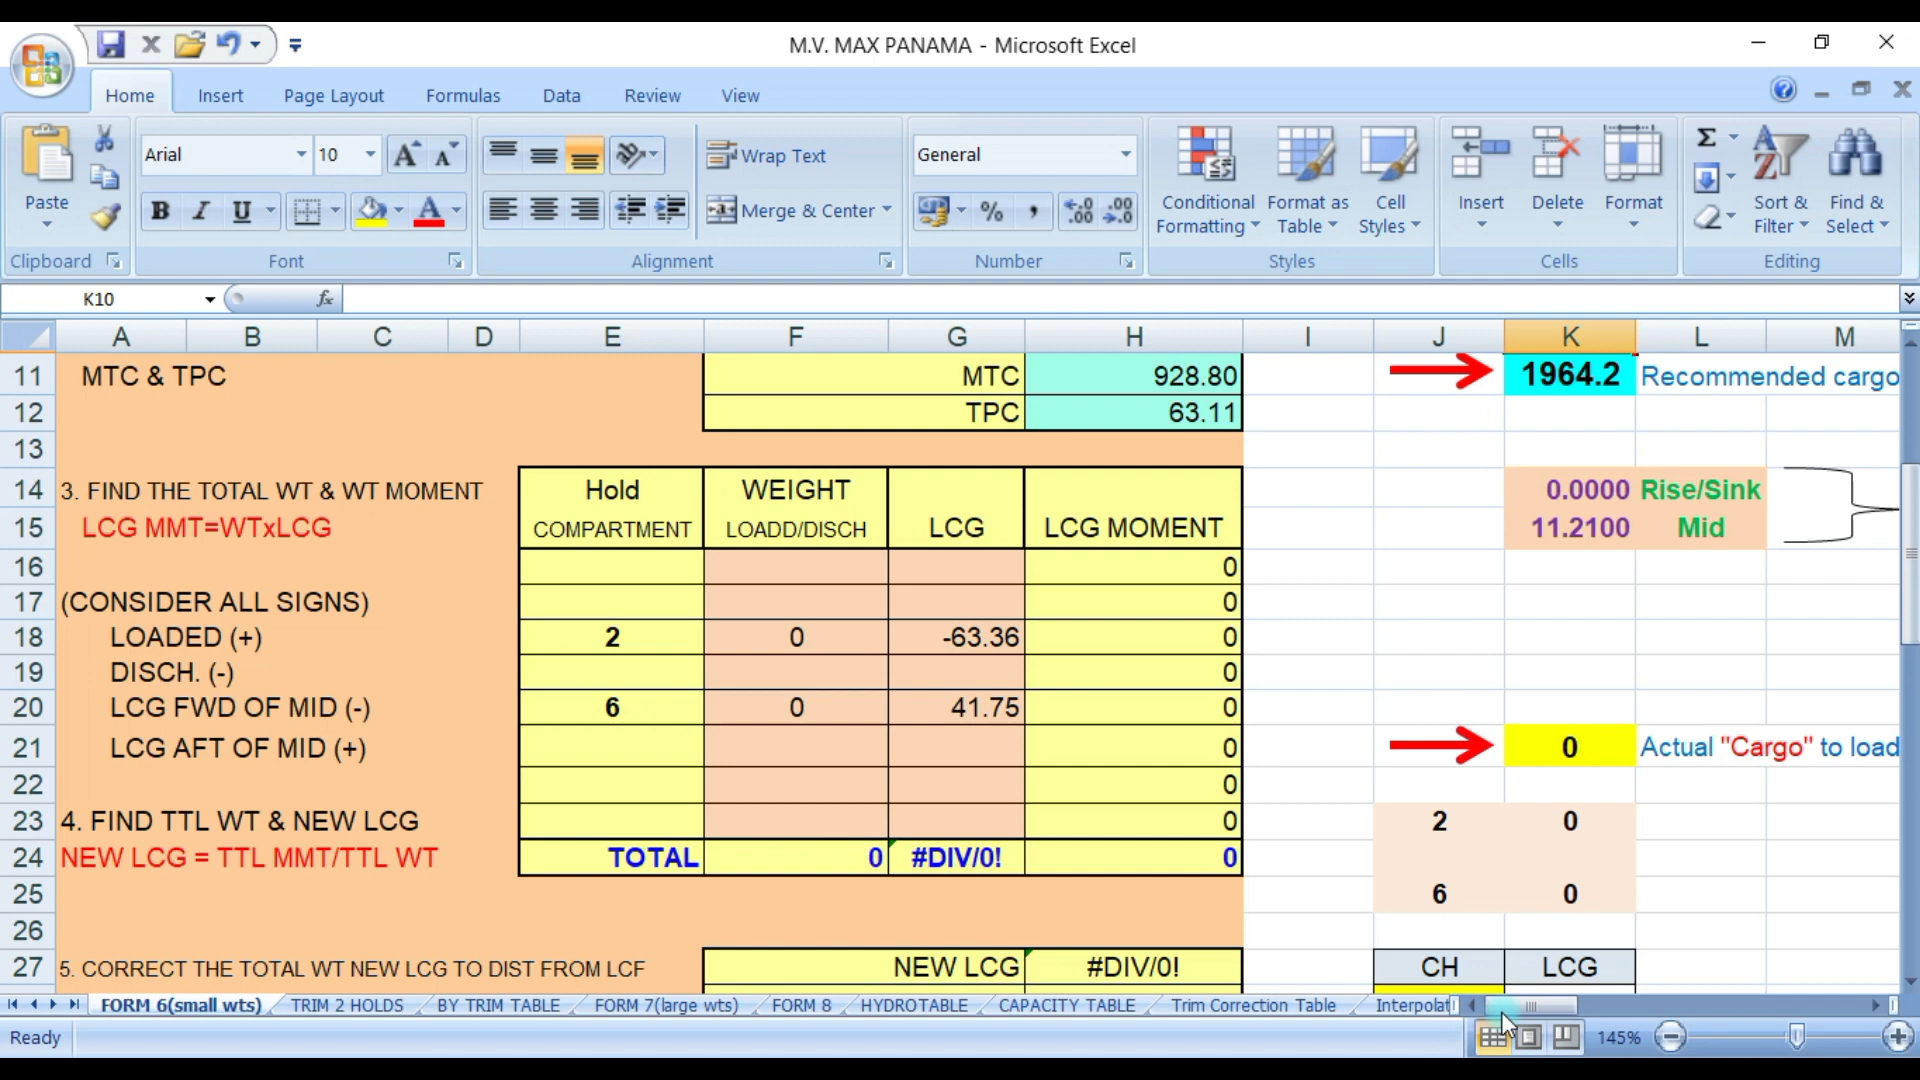 M.V. MAX PANAMA - Microsoft Excel
Home Insert Page Layout Formulas Data Review View
Paste Arial 10 A A Wrap Text General Conditional Formatting Format as Table Cell Styles Insert Delete Format Σ Sort & Filter Find & Select
B I U A Merge & Center % , .0 .00 .00 .0
Clipboard Font Alignment Number Styles Cells Editing
K10 fx
A B C D E F G H I J K L M
11 MTC & TPC MTC 928.80 1964.2 Recommended cargo
12 TPC 63.11
13
14 3. FIND THE TOTAL WT & WT MOMENT Hold WEIGHT 0.0000 Rise/Sink
15 LCG MMT=WTxLCG COMPARTMENT LOADD/DISCH LCG LCG MOMENT 11.2100 Mid
16 0
17 (CONSIDER ALL SIGNS) 0
18 LOADED (+) 2 0 -63.36 0
19 DISCH. (-) 0
20 LCG FWD OF MID (-) 6 0 41.75 0
21 LCG AFT OF MID (+) 0 0 Actual "Cargo" to load
22 0
23 4. FIND TTL WT & NEW LCG 0 2 0
24 NEW LCG = TTL MMT/TTL WT TOTAL 0 #DIV/0! 0
25 6 0
26
27 5. CORRECT THE TOTAL WT NEW LCG TO DIST FROM LCF NEW LCG #DIV/0! CH LCG
FORM 6(small wts) TRIM 2 HOLDS BY TRIM TABLE FORM 7(large wts) FORM 8 HYDROTABLE CAPACITY TABLE Trim Correction Table Interpolat
Ready 145%